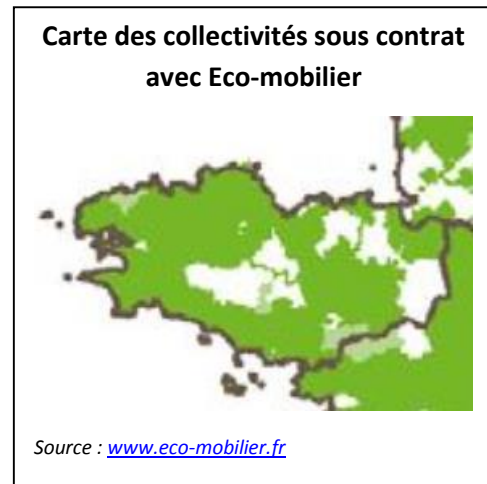 Carte des collectivités sous contrat
avec Eco-mobilier
Source : www.eco-mobilier.fr